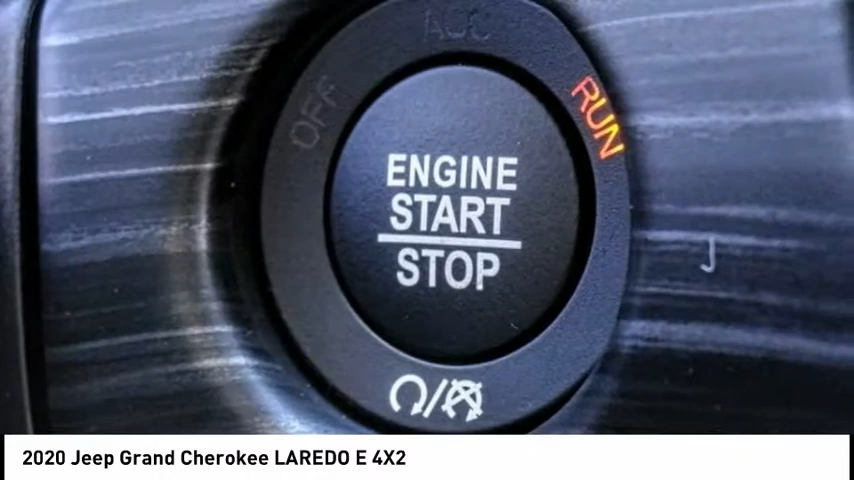 ACC
OFF
RUN
ENGINE
START
STOP
2020 Jeep Grand Cherokee LAREDO E 4X2